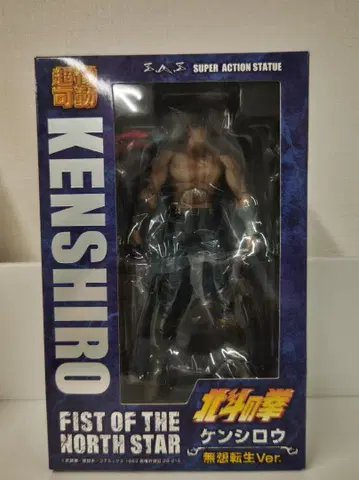 超像可動
S.A.S
SUPER ACTION STATUE
KENSHIRO
FIST OF THE
NORTH STAR
北斗の拳
ケンシロウ
無想転生Ver.